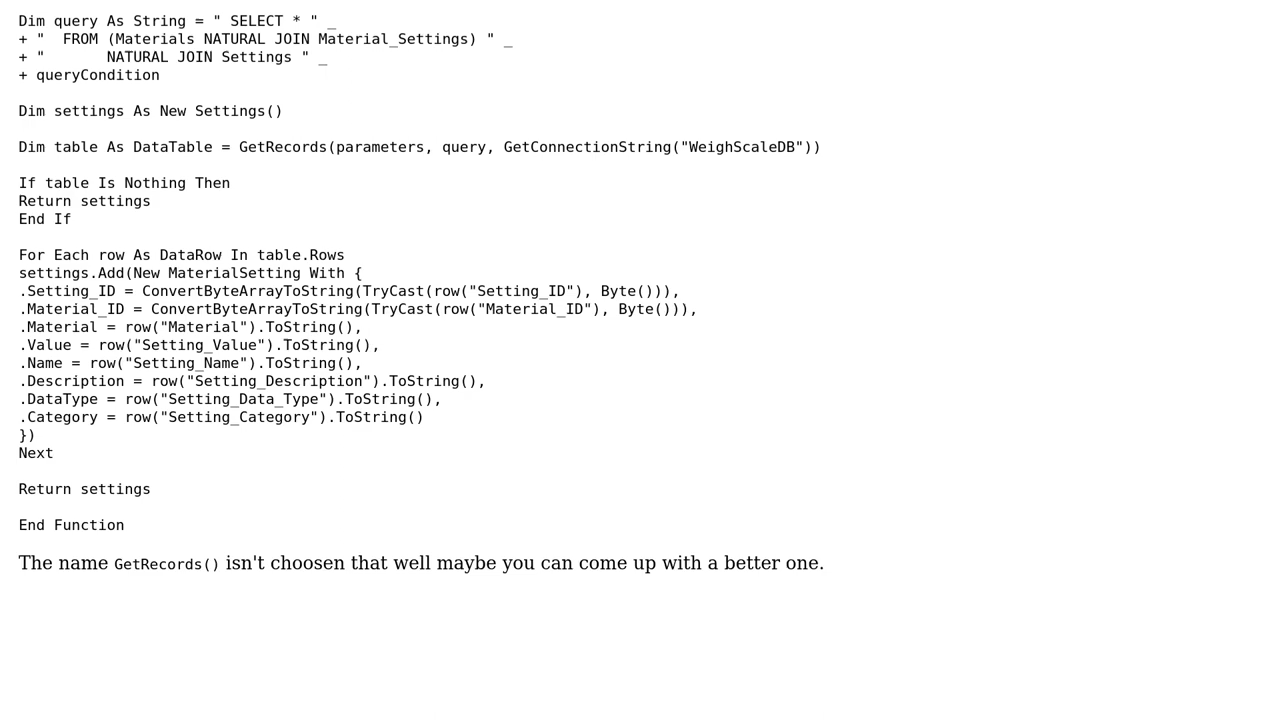 Dim query As String = " SELECT * " _
+ "  FROM (Materials NATURAL JOIN Material_Settings) " _
+ "       NATURAL JOIN Settings " _
+ queryCondition
Dim settings As New Settings()
Dim table As DataTable = GetRecords(parameters, query, GetConnectionString("WeighScaleDB"))
If table Is Nothing Then
Return settings
End If
For Each row As DataRow In table.Rows
settings.Add(New MaterialSetting With {
.Setting_ID = ConvertByteArrayToString(TryCast(row("Setting_ID"), Byte())),
.Material_ID = ConvertByteArrayToString(TryCast(row("Material_ID"), Byte())),
.Material = row("Material").ToString(),
.Value = row("Setting_Value").ToString(),
.Name = row("Setting_Name").ToString(),
.Description = row("Setting_Description").ToString(),
.DataType = row("Setting_Data_Type").ToString(),
.Category = row("Setting_Category").ToString()
})
Next
Return settings
End Function
The name GetRecords() isn't choosen that well maybe you can come up with a better one.